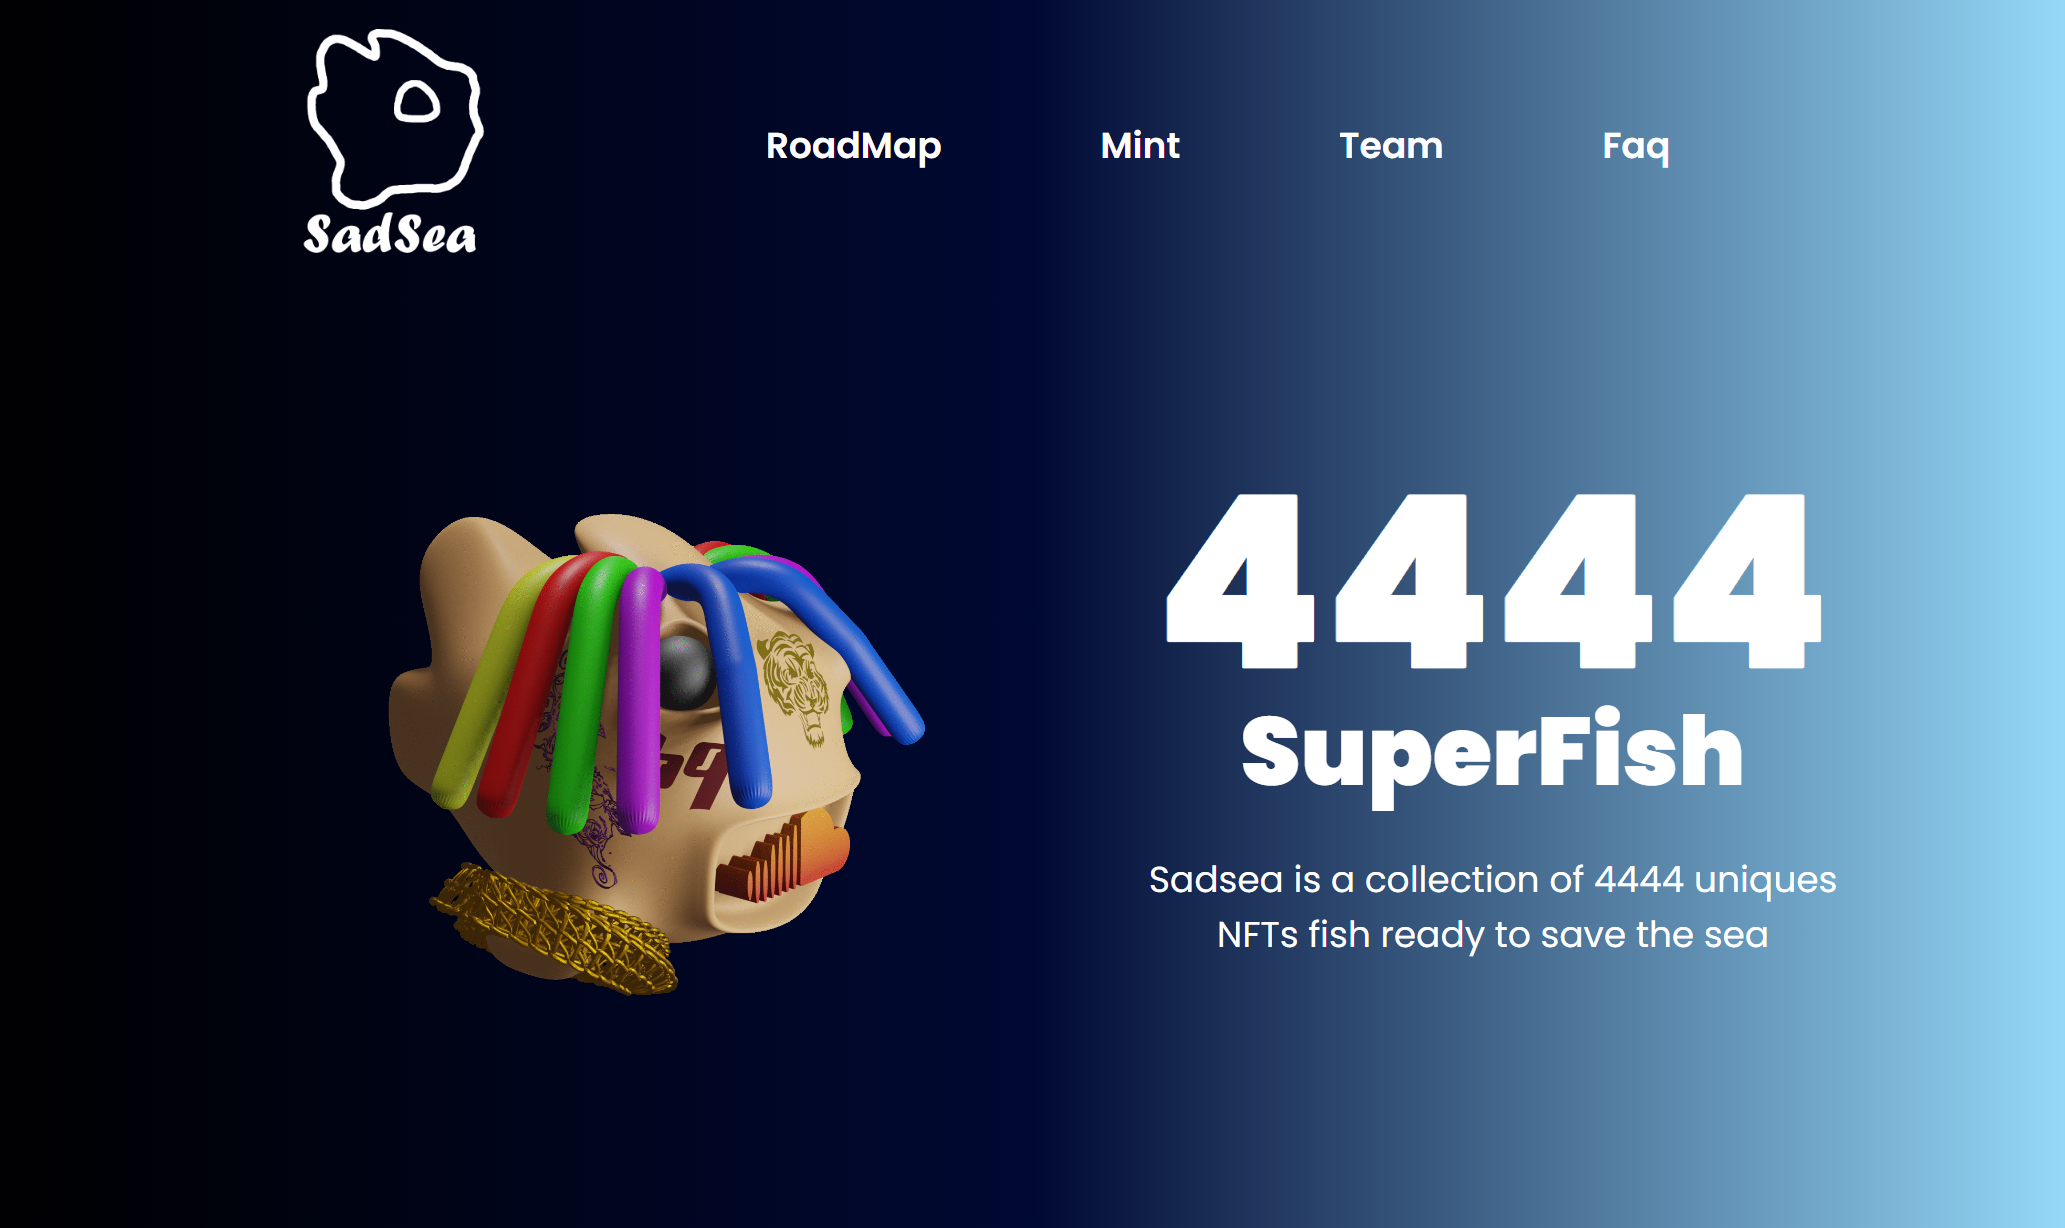 SadSea
RoadMap Mint Team Faq
4444
SuperFish
Sadsea is a collection of 4444 uniques
NFTs fish ready to save the sea